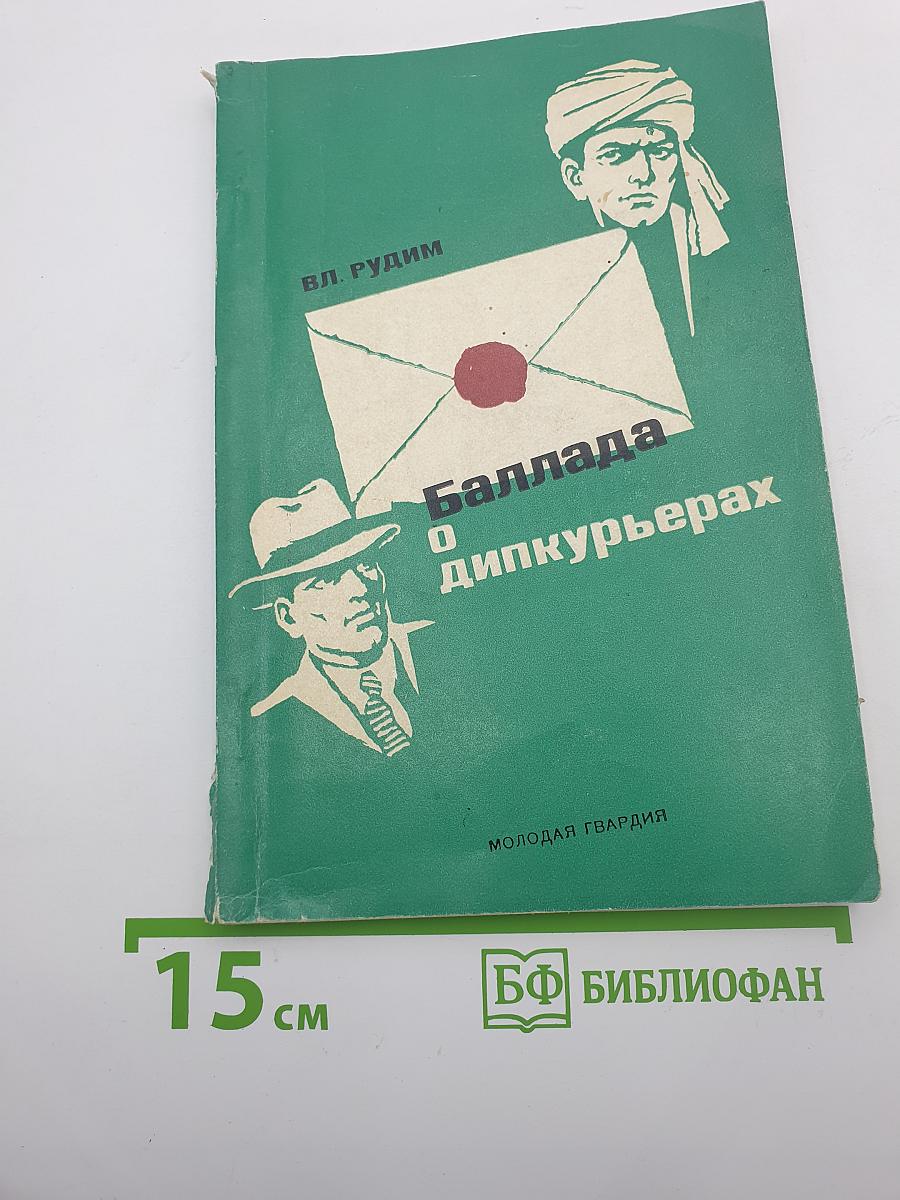 ВЛ. РУДИМ
Баллада
о
дипкурьерах
МОЛОДАЯ ГВАРДИЯ
15 см
БФ БИБЛИОФАН